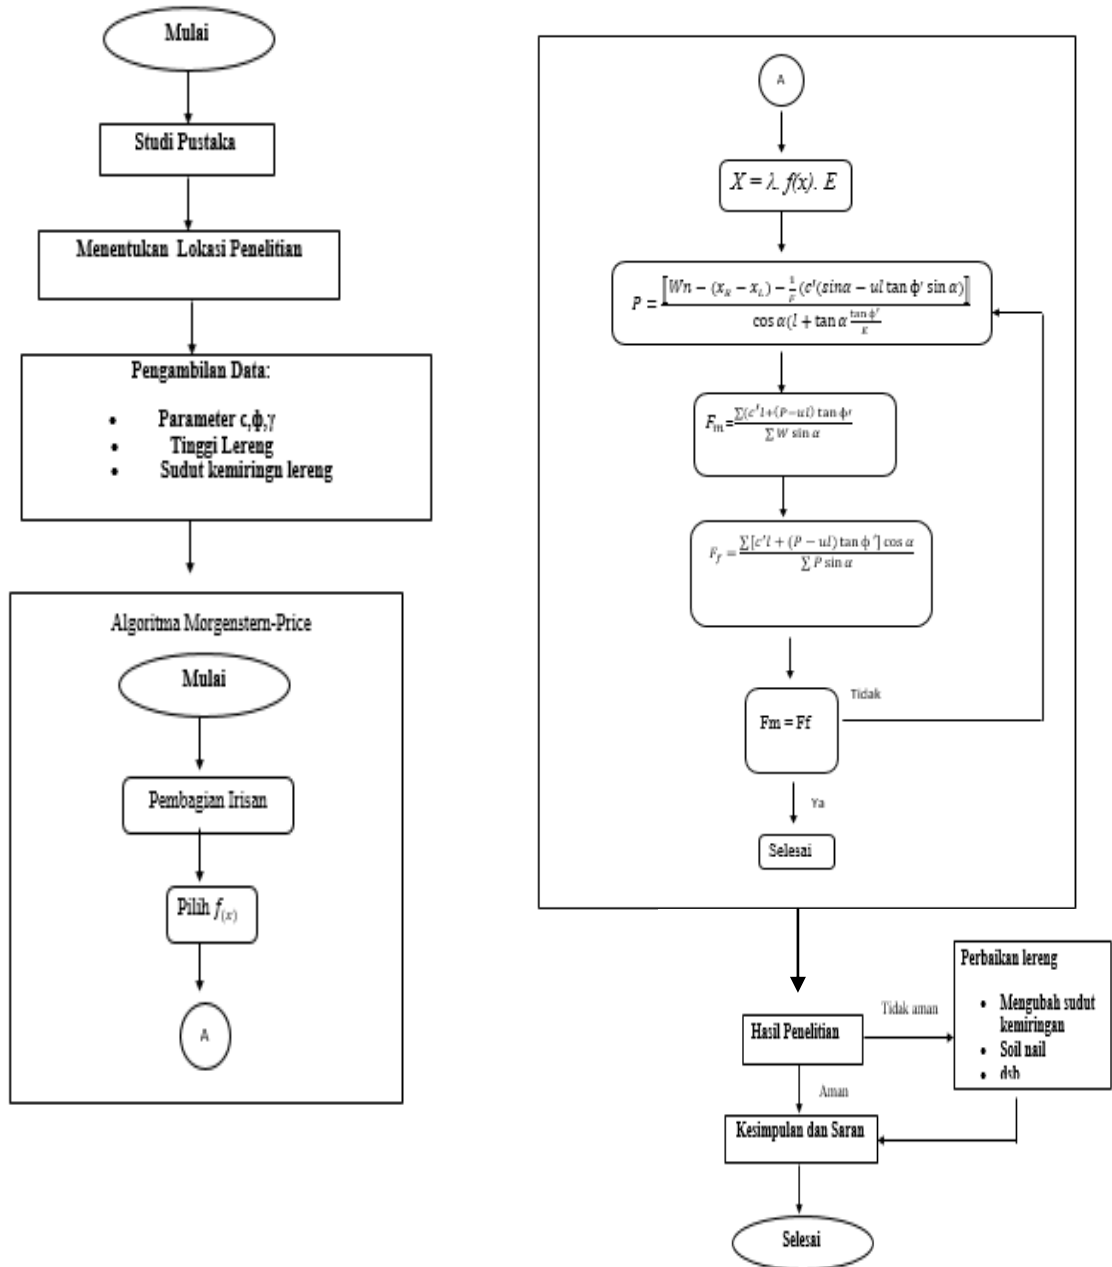 Mulai
Studi Pustaka
Menentukan Lokasi Penelitian
Pengambilan Data:
• Parameter c,ϕ,γ
• Tinggi Lereng
• Sudut kemiringn lereng
Algoritma Morgenstern-Price
Mulai
Pembagian Irisan
Pilih f(x)
A
A
X = λ. f(x). E
P = [Wn − (x_R − x_L) − 1/F (c'(sinα − ul tan ϕ' sin α)] / cos α(l + tan α tan ϕ'/E
F_m = ∑(c'l+(P−ul) tan ϕ' / ∑ W sin α
F_f = ∑ [c'l + (P − ul) tan ϕ'] cos α / ∑ P sin α
Fm = Ff
Tidak
Ya
Selesai
Hasil Penelitian
Tidak aman
Perbaikan lereng
• Mengubah sudut
kemiringan
• Soil nail
• dsb
Aman
Kesimpulan dan Saran
Selesai